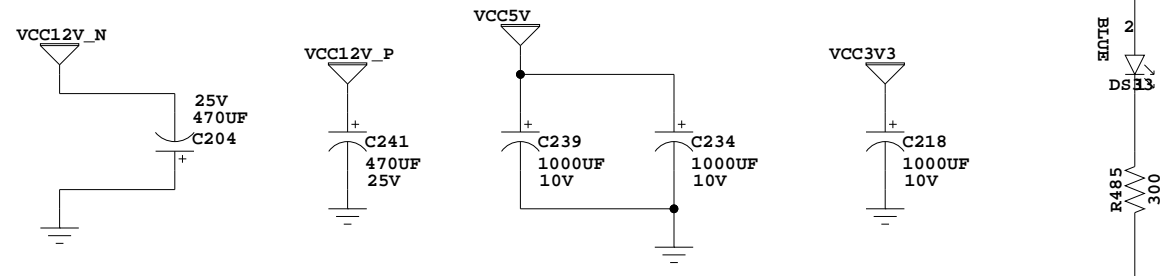 VCC12V_N
25V
470UF
C204
+
VCC12V_P
+
C241
470UF
25V
VCC5V
+
C239
1000UF
10V
+
C234
1000UF
10V
VCC3V3
+
C218
1000UF
10V
BLUE
2
R485
300